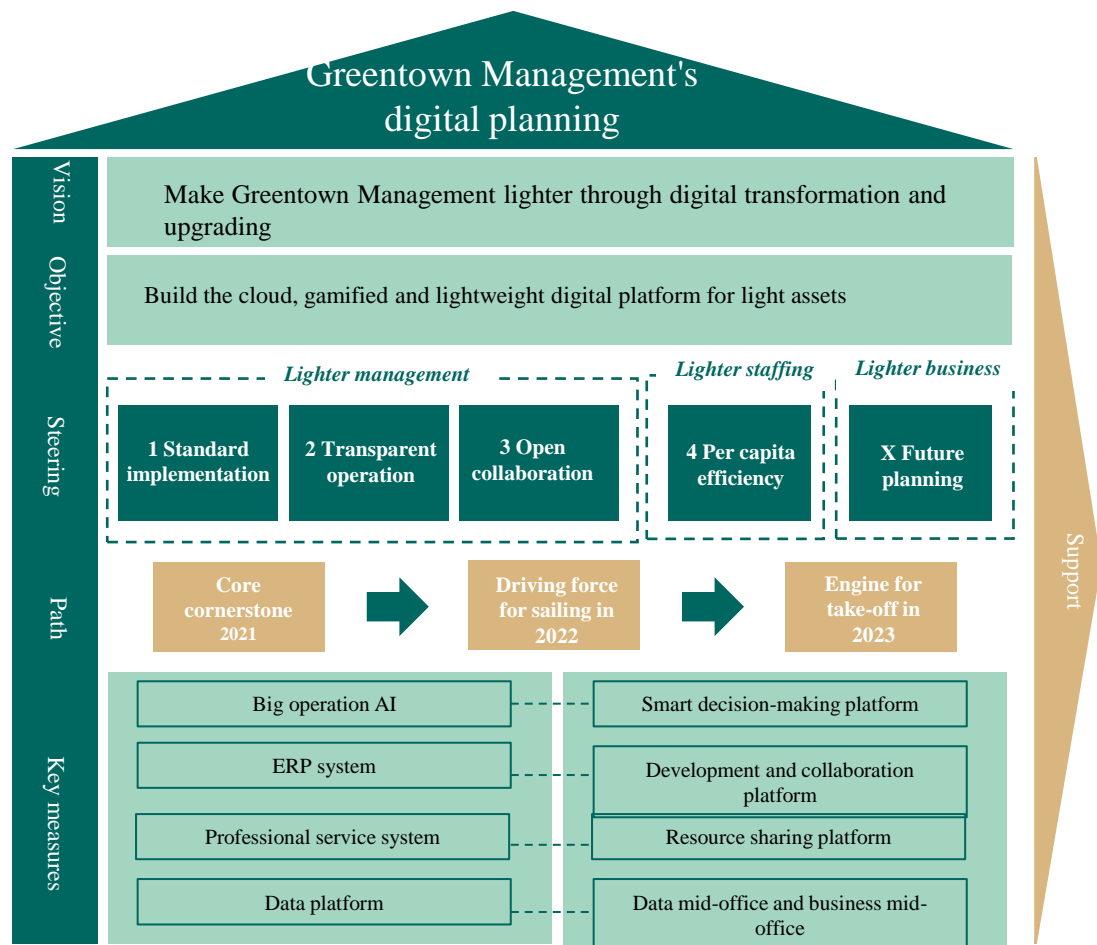 Greentown Management's
digital planning
Vision
Make Greentown Management lighter through digital transformation and
upgrading
Objective
Build the cloud, gamified and lightweight digital platform for light assets
Steering
Lighter management
Lighter staffing
Lighter business
1 Standard
implementation
2 Transparent
operation
3 Open
collaboration
4 Per capita
efficiency
X Future
planning
Path
Core
cornerstone
2021
Driving force
for sailing in
2022
Engine for
take-off in
2023
Support
Key measures
Big operation AI
Smart decision-making platform
ERP system
Development and collaboration
platform
Professional service system
Resource sharing platform
Data platform
Data mid-office and business mid-
office